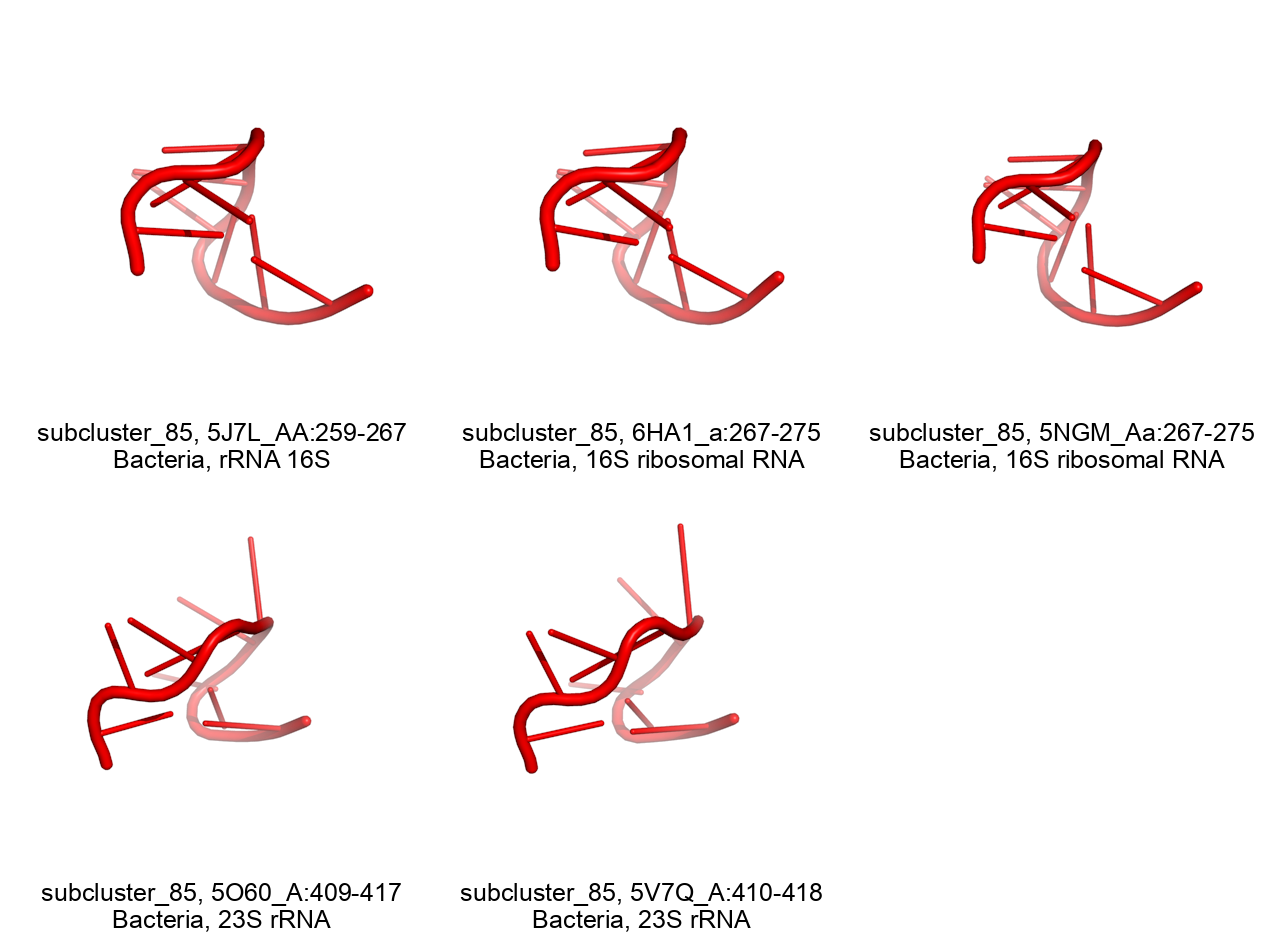 subcluster_85, 5J7L_AA:259-267
Bacteria, rRNA 16S
subcluster_85, 6HA1_a:267-275
Bacteria, 16S ribosomal RNA
subcluster_85, 5NGM_Aa:267-275
Bacteria, 16S ribosomal RNA
subcluster_85, 5O60_A:409-417
Bacteria, 23S rRNA
subcluster_85, 5V7Q_A:410-418
Bacteria, 23S rRNA